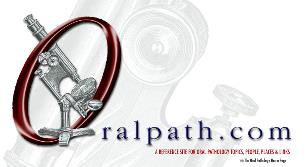 Oralpath.com
A REFERENCE SITE FOR ORAL PATHOLOGY TOPICS, PEOPLE, PLACES & LINKS